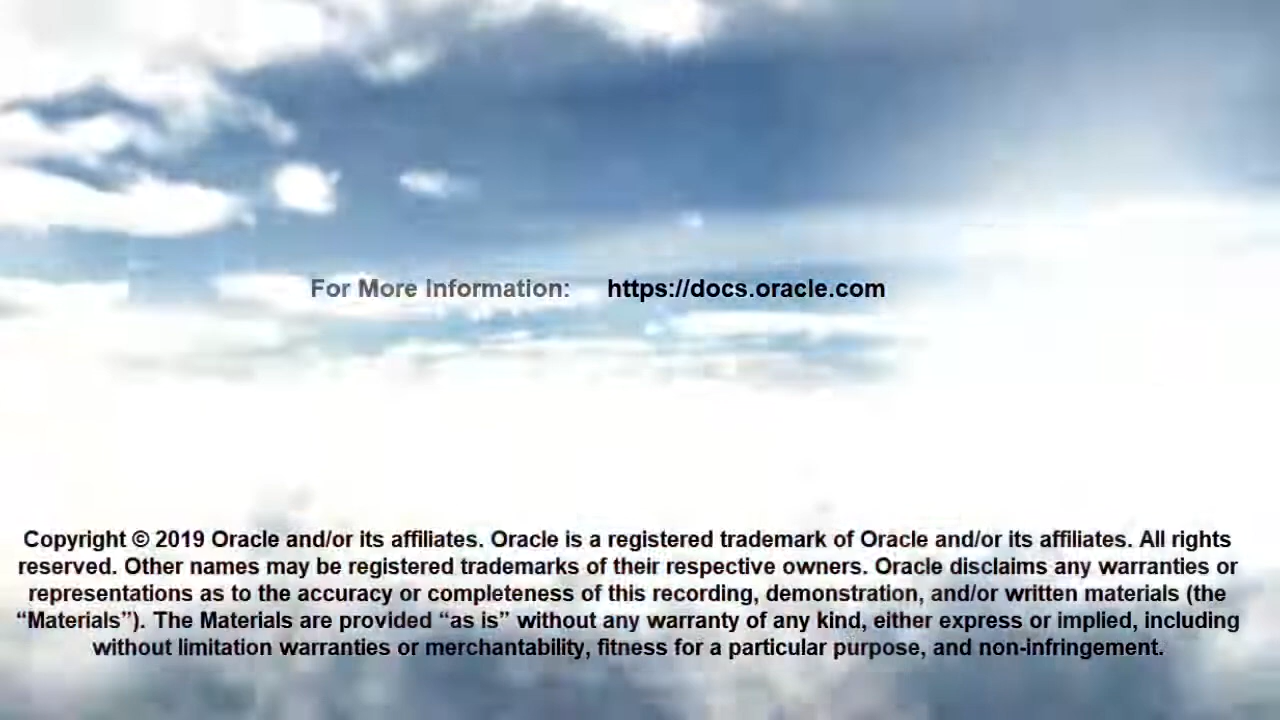 For More Information: https://docs.oracle.com
Copyright © 2019 Oracle and/or its affiliates. Oracle is a registered trademark of Oracle and/or its affiliates. All rights
reserved. Other names may be registered trademarks of their respective owners. Oracle disclaims any warranties or
representations as to the accuracy or completeness of this recording, demonstration, and/or written materials (the
“Materials”). The Materials are provided “as is” without any warranty of any kind, either express or implied, including
without limitation warranties or merchantability, fitness for a particular purpose, and non-infringement.